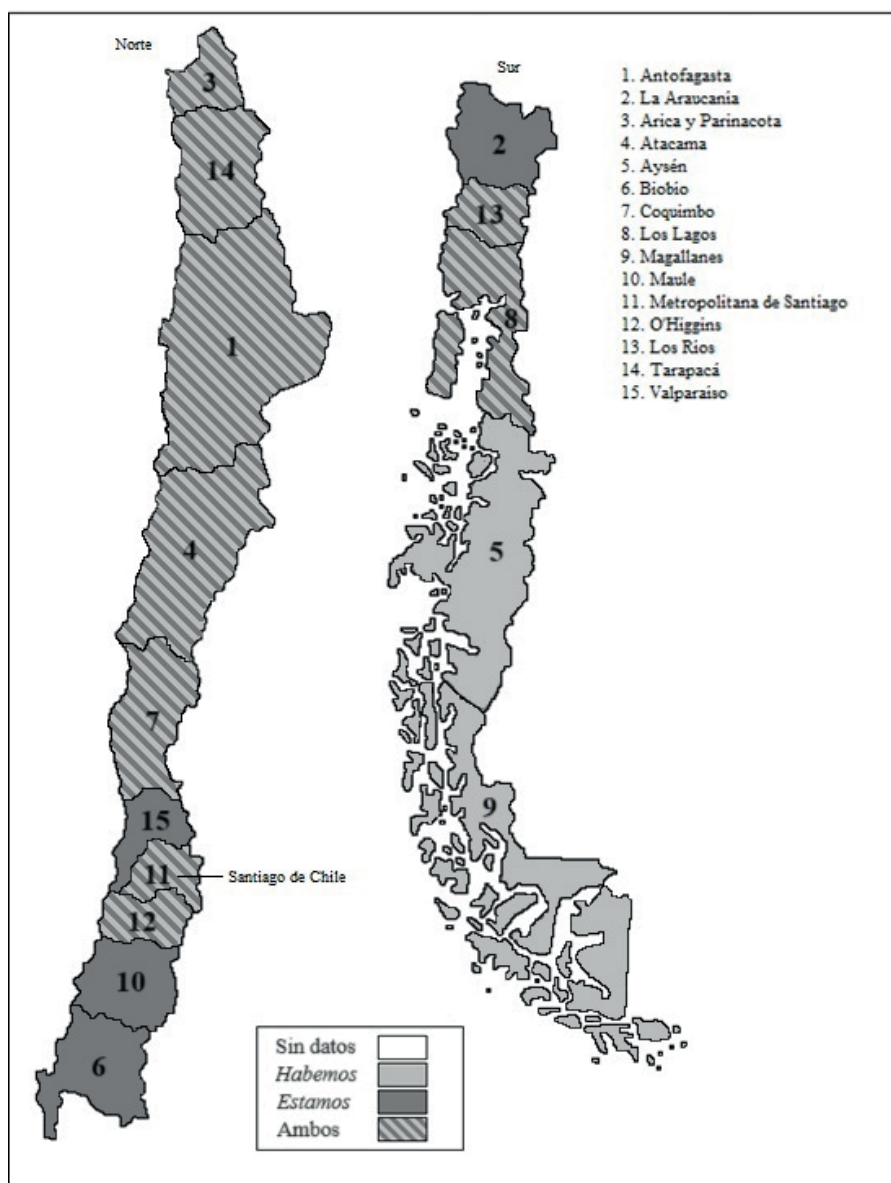 Norte
3
14
1
4
7
15
11
Santiago de Chile
12
10
6
Sur
2
13
8
5
9
1. Antofagasta
2. La Araucanía
3. Arica y Parinacota
4. Atacama
5. Aysén
6. Biobio
7. Coquimbo
8. Los Lagos
9. Magallanes
10. Maule
11. Metropolitana de Santiago
12. O'Higgins
13. Los Rios
14. Tarapacá
15. Valparaiso
Sin datos
Habemos
Estamos
Ambos